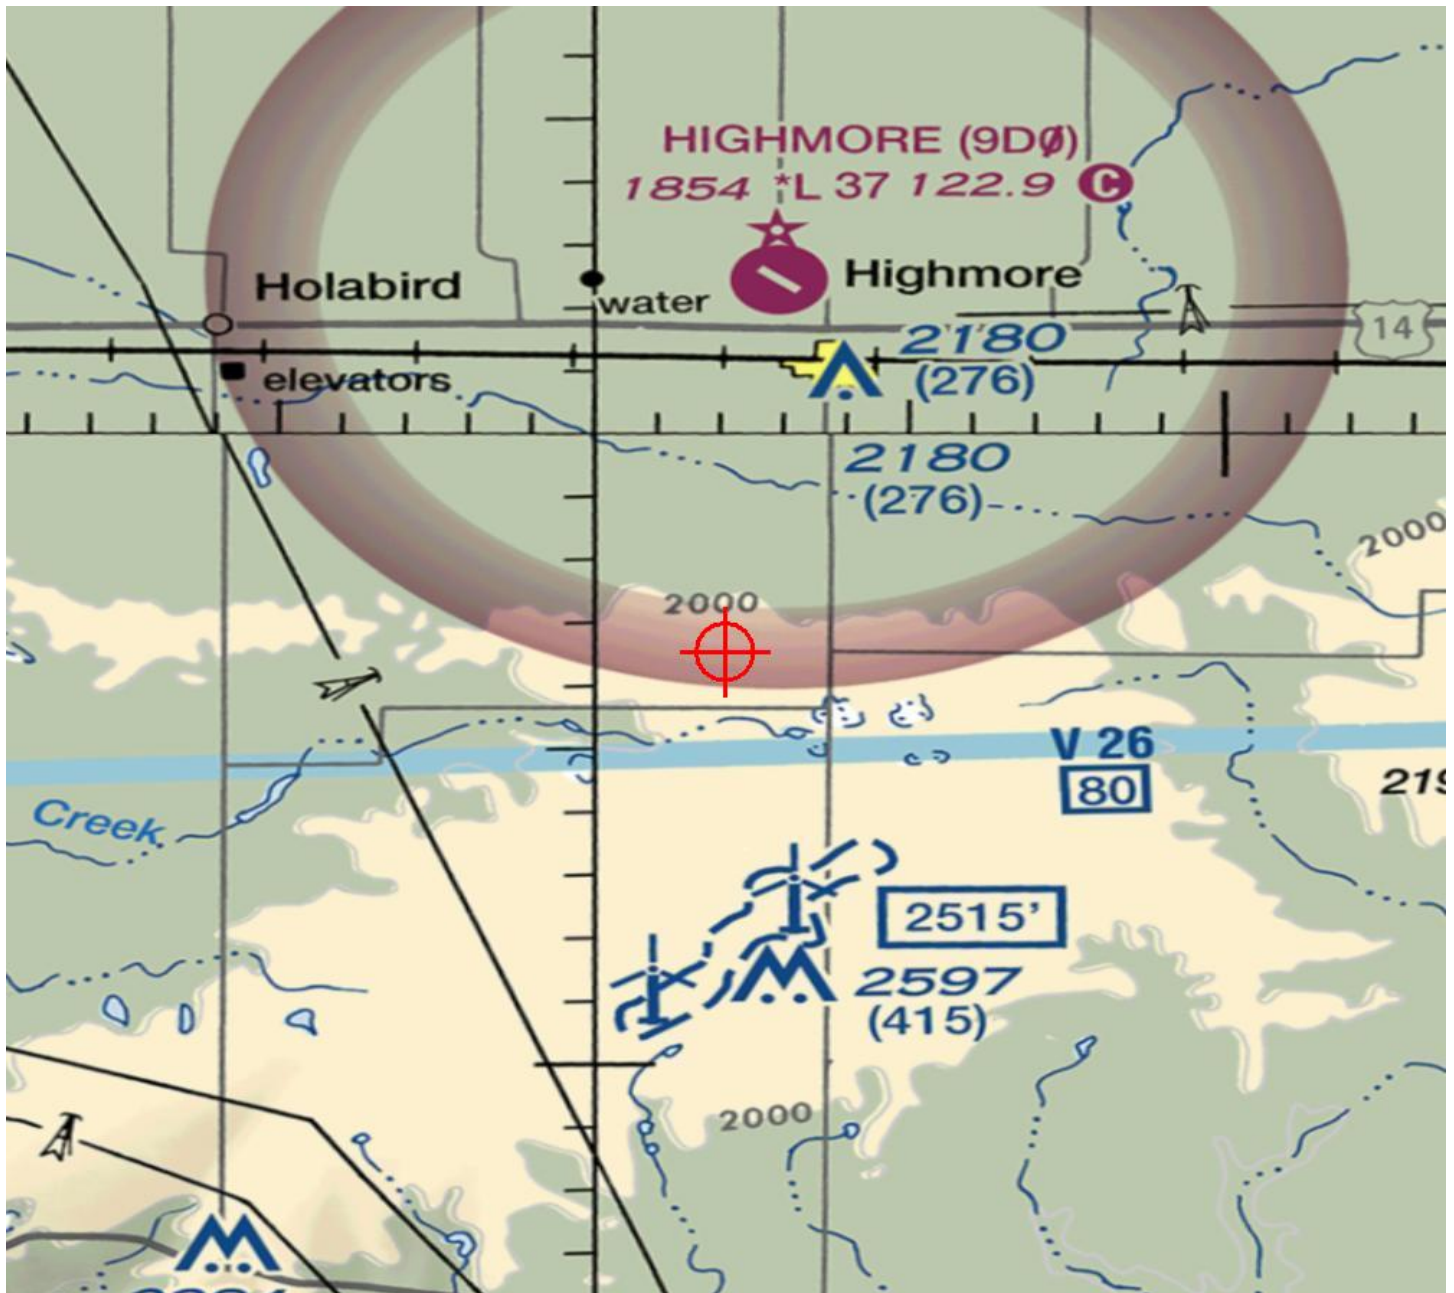 HIGHMORE (9DØ)
1854 *L 37 122.9 C
Holabird
Highmore
water
14
2180
(276)
elevators
2180
(276)
2000
2000
V 26
80
219
Creek
2515’
2597
(415)
2000